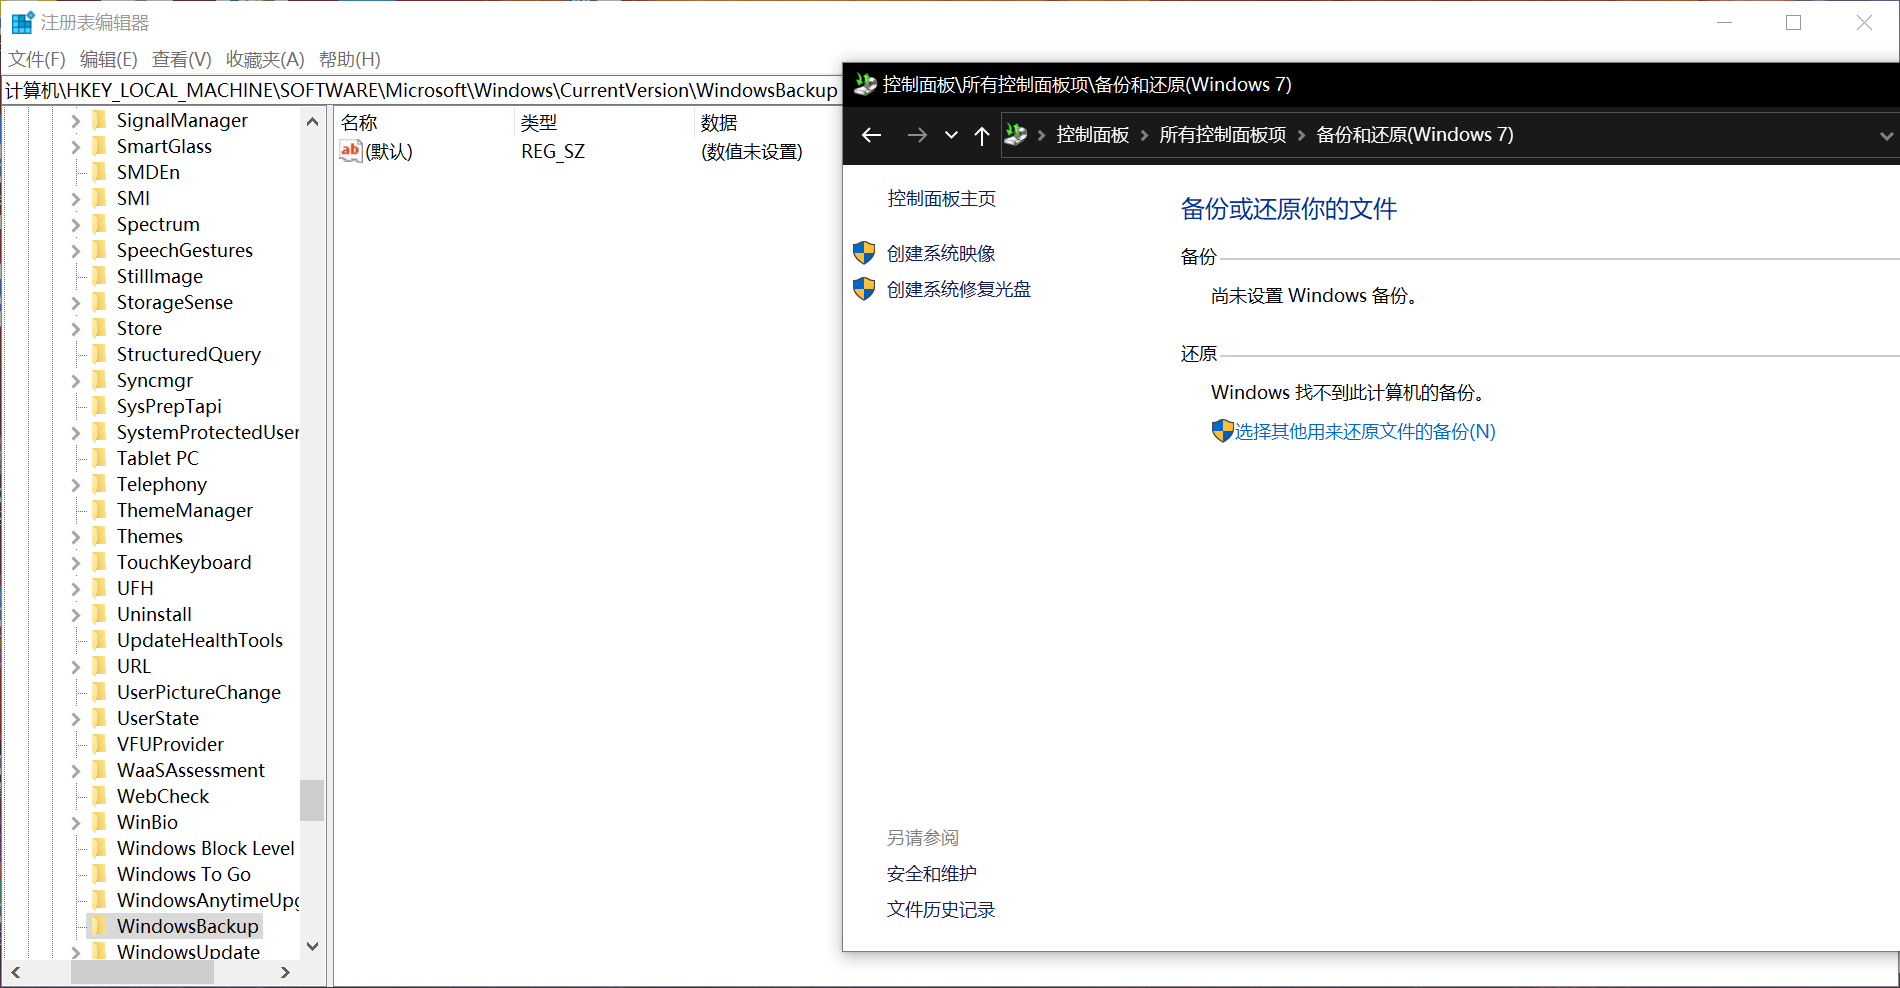 注册表编辑器
文件(F) 编辑(E) 查看(V) 收藏夹(A) 帮助(H)
计算机\HKEY_LOCAL_MACHINE\SOFTWARE\Microsoft\Windows\CurrentVersion\WindowsBackup
SignalManager
SmartGlass
SMDEn
SMI
Spectrum
SpeechGestures
StillImage
StorageSense
Store
StructuredQuery
Syncmgr
SysPrepTapi
SystemProtectedUser
Tablet PC
Telephony
ThemeManager
Themes
TouchKeyboard
UFH
Uninstall
UpdateHealthTools
URL
UserPictureChange
UserState
VFUProvider
WaaSAssessment
WebCheck
WinBio
Windows Block Level
Windows To Go
WindowsAnytimeUpg
WindowsBackup
WindowsUpdate
名称 类型 数据
ab (默认) REG_SZ (数值未设置)
控制面板\所有控制面板项\备份和还原(Windows 7)
控制面板 所有控制面板项 备份和还原(Windows 7)
控制面板主页
创建系统映像
创建系统修复光盘
备份或还原你的文件
备份
尚未设置 Windows 备份。
还原
Windows 找不到此计算机的备份。
选择其他用来还原文件的备份(N)
另请参阅
安全和维护
文件历史记录